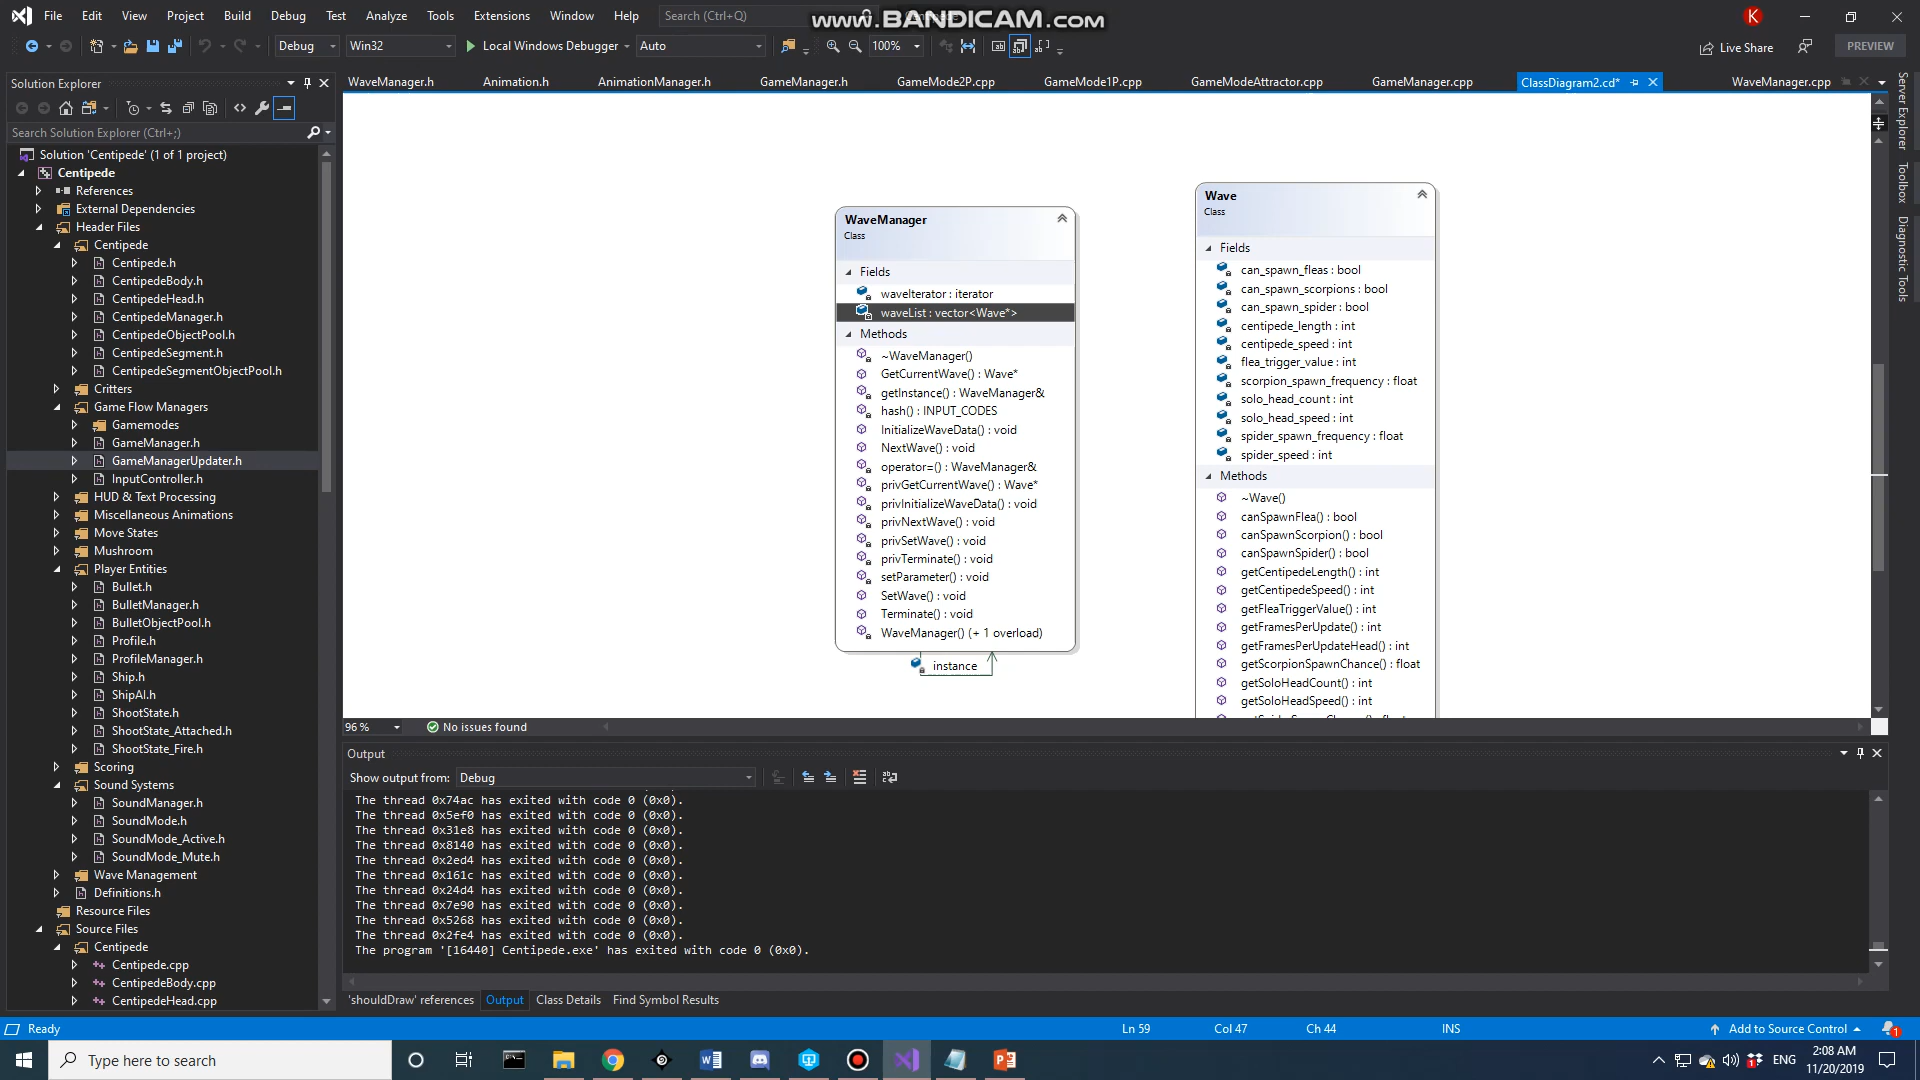 File Edit View Project Build Debug Test Analyze Tools Extensions Window Help Search (Ctrl+Q)
www.BANDICAM.com
K
Debug Win32 Local Windows Debugger Auto 100% Live Share PREVIEW
Solution Explorer
Search Solution Explorer (Ctrl+;)
Solution 'Centipede' (1 of 1 project)
Centipede
References
External Dependencies
Header Files
Centipede
Centipede.h
CentipedeBody.h
CentipedeHead.h
CentipedeManager.h
CentipedeObjectPool.h
CentipedeSegment.h
CentipedeSegmentObjectPool.h
Critters
Game Flow Managers
Gamemodes
GameManager.h
GameManagerUpdater.h
InputController.h
HUD & Text Processing
Miscellaneous Animations
Move States
Mushroom
Player Entities
Bullet.h
BulletManager.h
BulletObjectPool.h
Profile.h
ProfileManager.h
Ship.h
ShipAI.h
ShootState.h
ShootState_Attached.h
ShootState_Fire.h
Scoring
Sound Systems
SoundManager.h
SoundMode.h
SoundMode_Active.h
SoundMode_Mute.h
Wave Management
Definitions.h
Resource Files
Source Files
Centipede
Centipede.cpp
CentipedeBody.cpp
CentipedeHead.cpp
WaveManager.h Animation.h AnimationManager.h GameManager.h GameMode2P.cpp GameMode1P.cpp GameModeAttractor.cpp GameManager.cpp ClassDiagram2.cd* WaveManager.cpp
WaveManager
Class
Fields
waveIterator : iterator
waveList : vector<Wave*>
Methods
~WaveManager()
GetCurrentWave() : Wave*
getInstance() : WaveManager&
hash() : INPUT_CODES
InitializeWaveData() : void
NextWave() : void
operator=() : WaveManager&
privGetCurrentWave() : Wave*
privInitializeWaveData() : void
privNextWave() : void
privSetWave() : void
privTerminate() : void
setParameter() : void
SetWave() : void
Terminate() : void
WaveManager() (+ 1 overload)
instance
Wave
Class
Fields
can_spawn_fleas : bool
can_spawn_scorpions : bool
can_spawn_spider : bool
centipede_length : int
centipede_speed : int
flea_trigger_value : int
scorpion_spawn_frequency : float
solo_head_count : int
solo_head_speed : int
spider_spawn_frequency : float
spider_speed : int
Methods
~Wave()
canSpawnFlea() : bool
canSpawnScorpion() : bool
canSpawnSpider() : bool
getCentipedeLength() : int
getCentipedeSpeed() : int
getFleaTriggerValue() : int
getFramesPerUpdate() : int
getFramesPerUpdateHead() : int
getScorpionSpawnChance() : float
getSoloHeadCount() : int
getSoloHeadSpeed() : int
Server Explorer
Toolbox
Diagnostic Tools
96 % No issues found
Output
Show output from: Debug
The thread 0x74ac has exited with code 0 (0x0).
The thread 0x5ef0 has exited with code 0 (0x0).
The thread 0x31e8 has exited with code 0 (0x0).
The thread 0x8140 has exited with code 0 (0x0).
The thread 0x2ed4 has exited with code 0 (0x0).
The thread 0x161c has exited with code 0 (0x0).
The thread 0x24d4 has exited with code 0 (0x0).
The thread 0x7e90 has exited with code 0 (0x0).
The thread 0x5268 has exited with code 0 (0x0).
The thread 0x2fe4 has exited with code 0 (0x0).
The program '[16440] Centipede.exe' has exited with code 0 (0x0).
'shouldDraw' references Output Class Details Find Symbol Results
Ready Ln 59 Col 47 Ch 44 INS Add to Source Control 1
Type here to search ENG 2:08 AM
11/20/2019